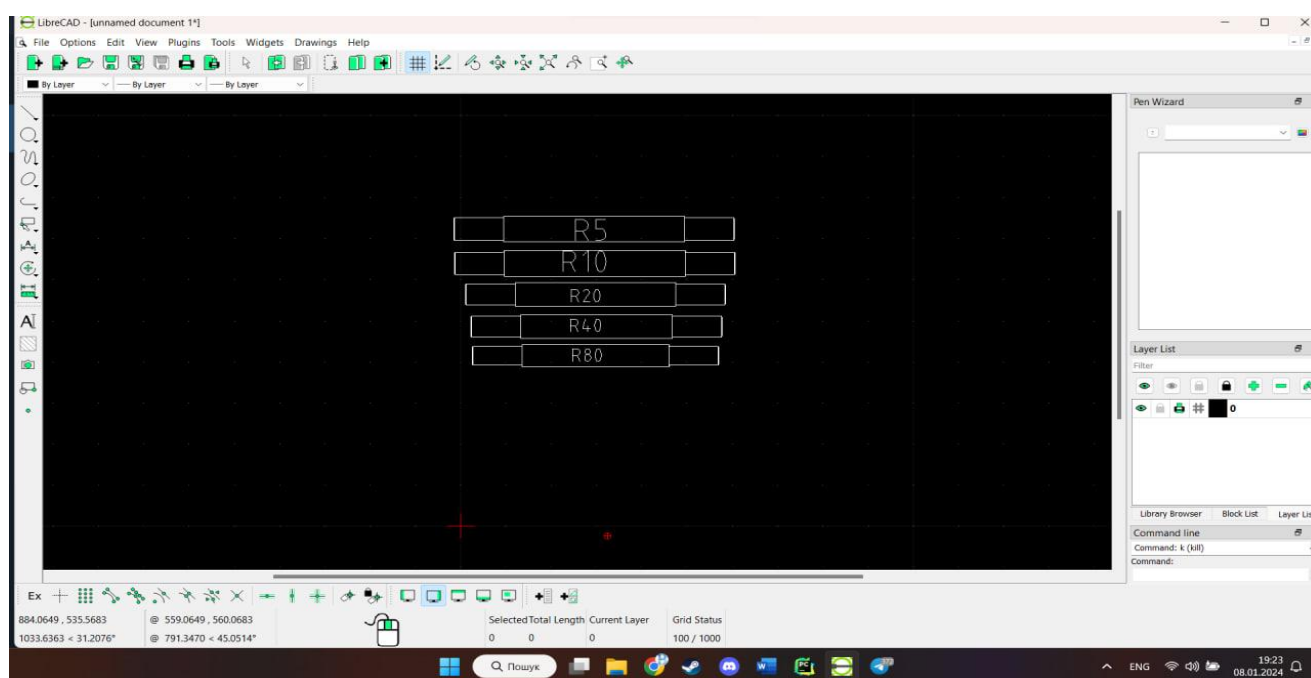 LibreCAD - [unnamed document 1*]
File Options Edit View Plugins Tools Widgets Drawings Help
By Layer By Layer By Layer
Pen Wizard
R5
R10
R20
R40
R80
Layer List
Filter
0
Library Browser Block List Layer Lis
Command line
Command: k (kill)
Command:
Ex
884.0649 , 535.5683 @ 559.0649 , 560.0683 Selected Total Length Current Layer Grid Status
1033.6363 < 31.2076° @ 791.3470 < 45.0514° 0 0 0 100 / 1000
Пошук ENG 19:23
08.01.2024